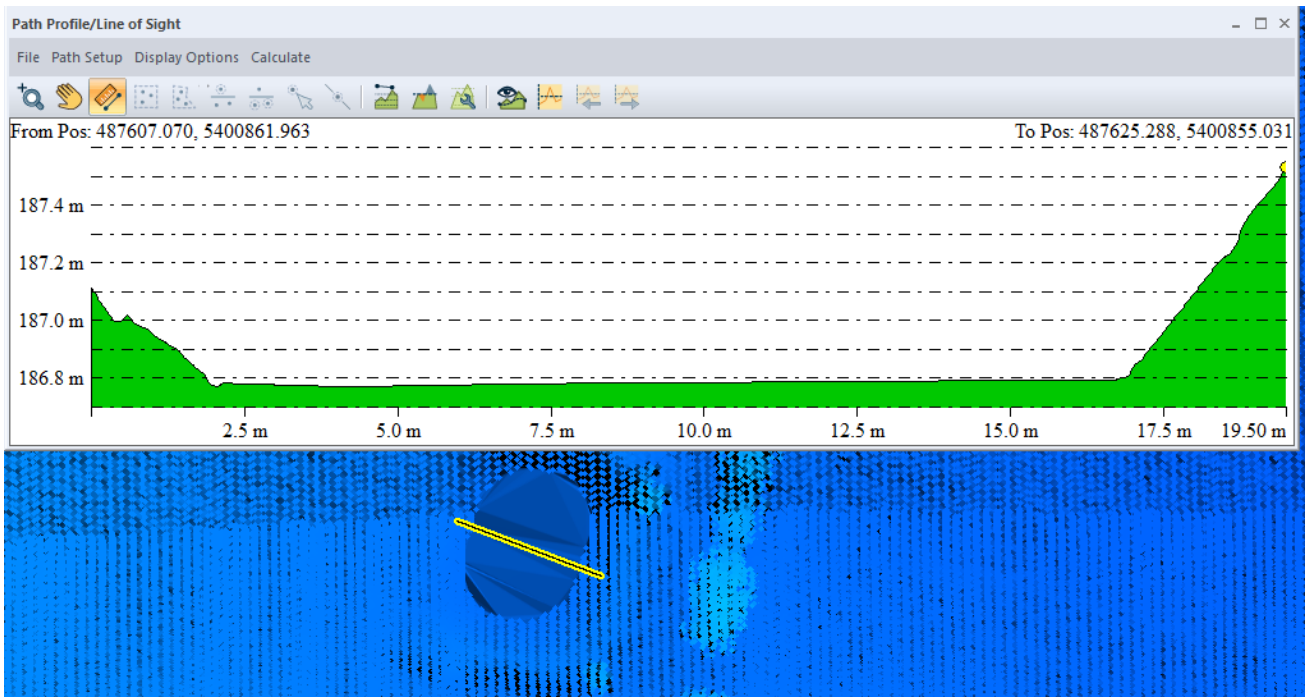 Path Profile/Line of Sight
File Path Setup Display Options Calculate
From Pos: 487607.070, 5400861.963 To Pos: 487625.288, 5400855.031
187.4 m
187.2 m
187.0 m
186.8 m
2.5 m 5.0 m 7.5 m 10.0 m 12.5 m 15.0 m 17.5 m 19.50 m